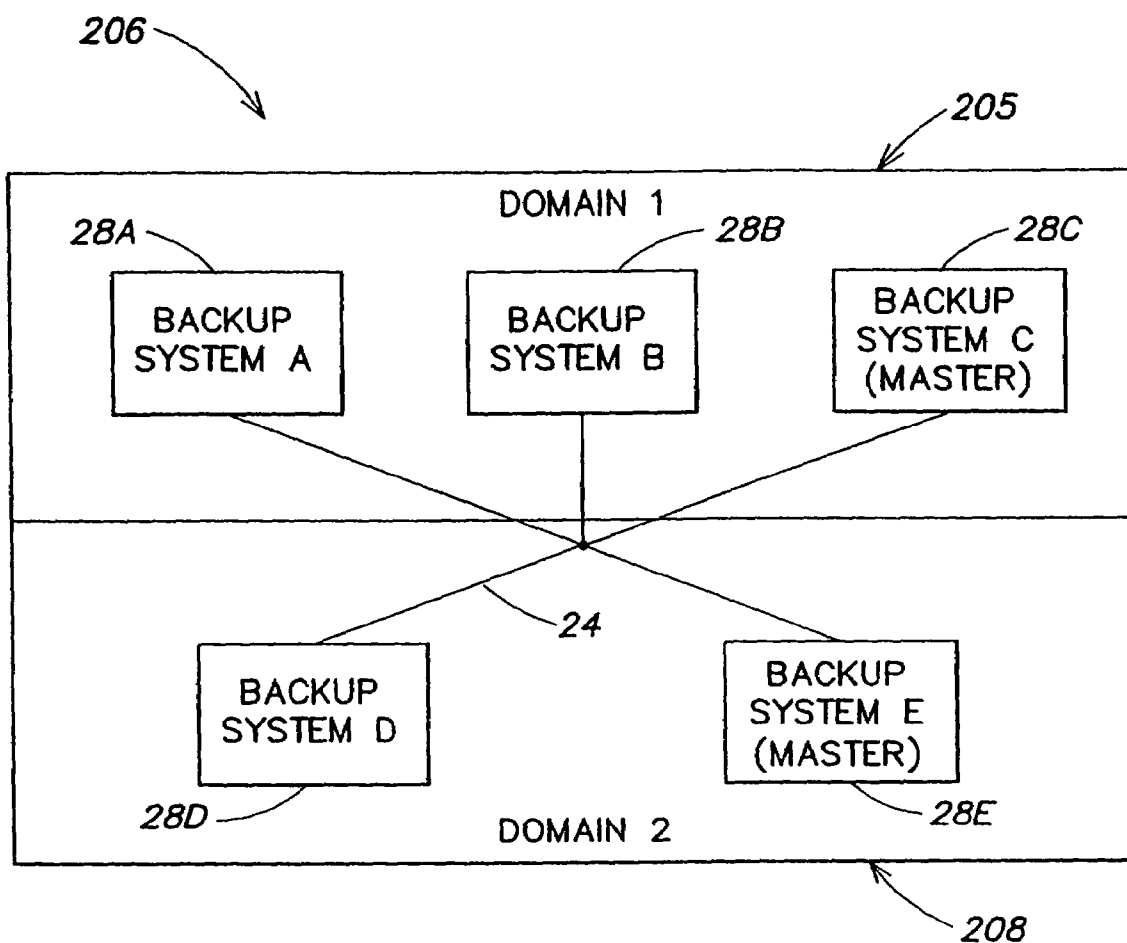 206
205
DOMAIN 1
28A
28B
28C
BACKUP
SYSTEM A
BACKUP
SYSTEM B
BACKUP
SYSTEM C
(MASTER)
24
BACKUP
SYSTEM D
BACKUP
SYSTEM E
(MASTER)
28D
28E
DOMAIN 2
208